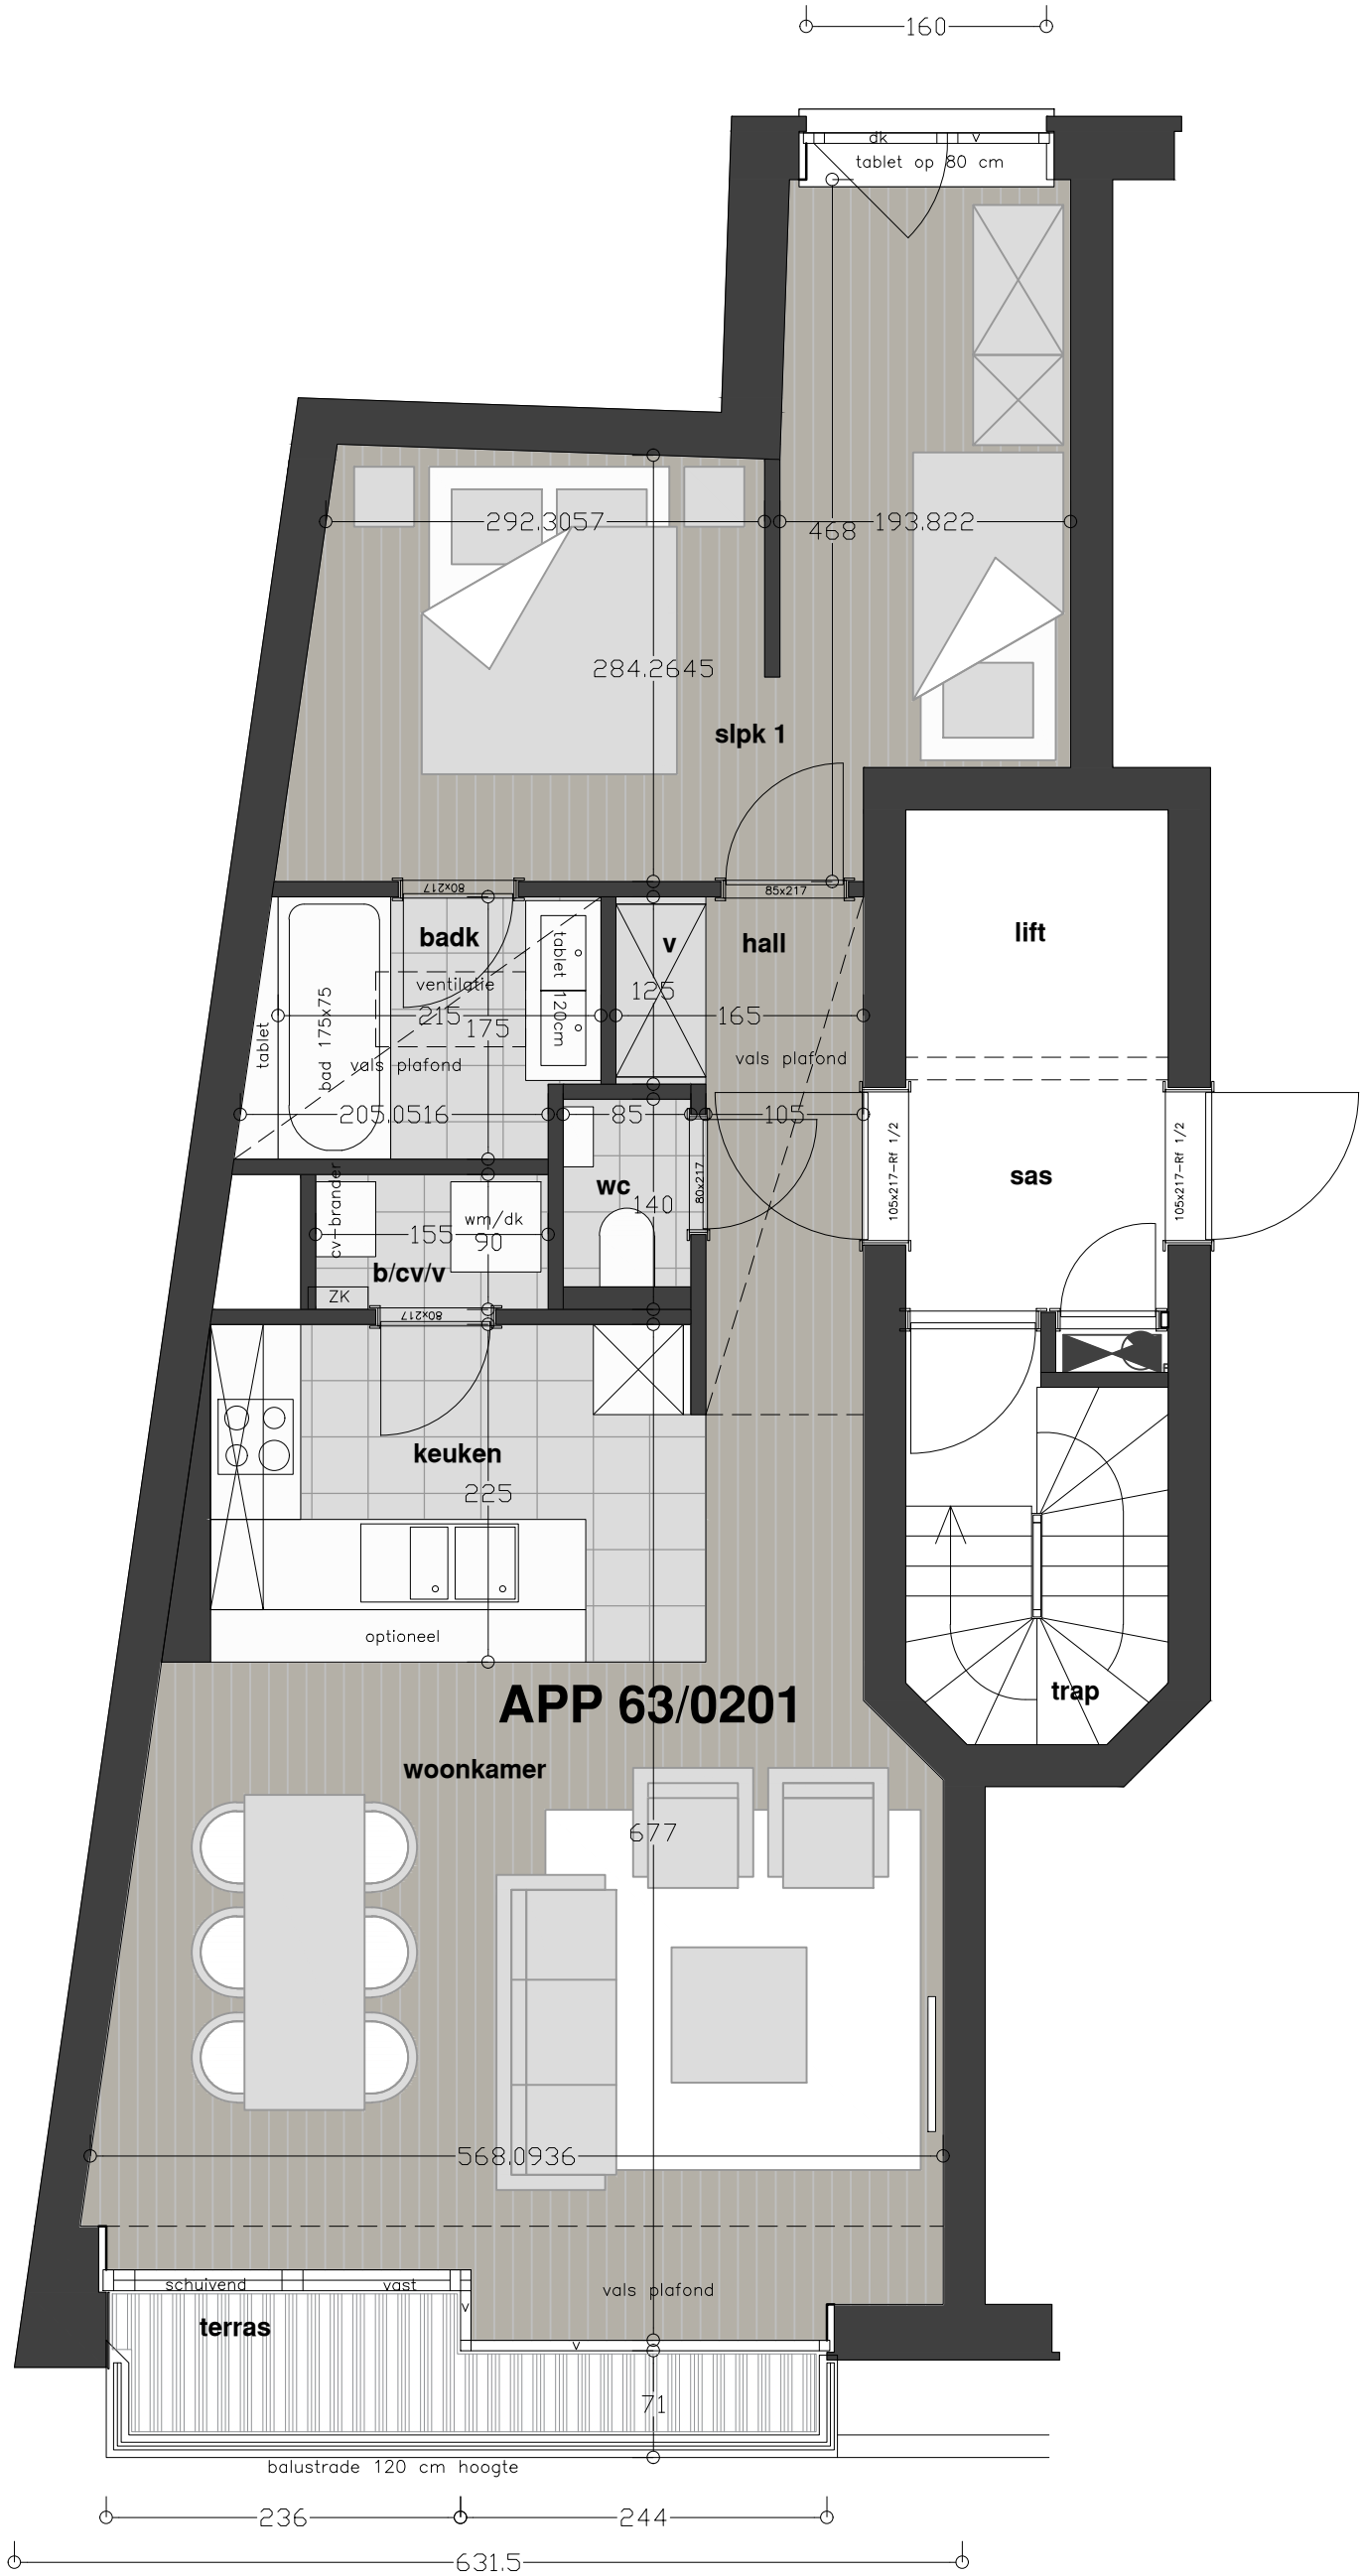 160
dk
v
tablet op 80 cm
292.3057
468
193.822
284.2645
slpk 1
80x217
85x217
badk
v
hall
lift
tablet
120cm
ventilatie
125
215
175
165
bad 175x75
tablet
vals plafond
vals plafond
205.0516
85
105
105x217-Rf 1/2
105x217-Rf 1/2
80x217
wc
sas
cv-brander
140
wm/dk
155
90
b/cv/v
ZK
80x217
keuken
225
optioneel
trap
APP 63/0201
woonkamer
677
568.0936
schuivend
vast
vals plafond
v
terras
v
71
balustrade 120 cm hoogte
236
244
631.5